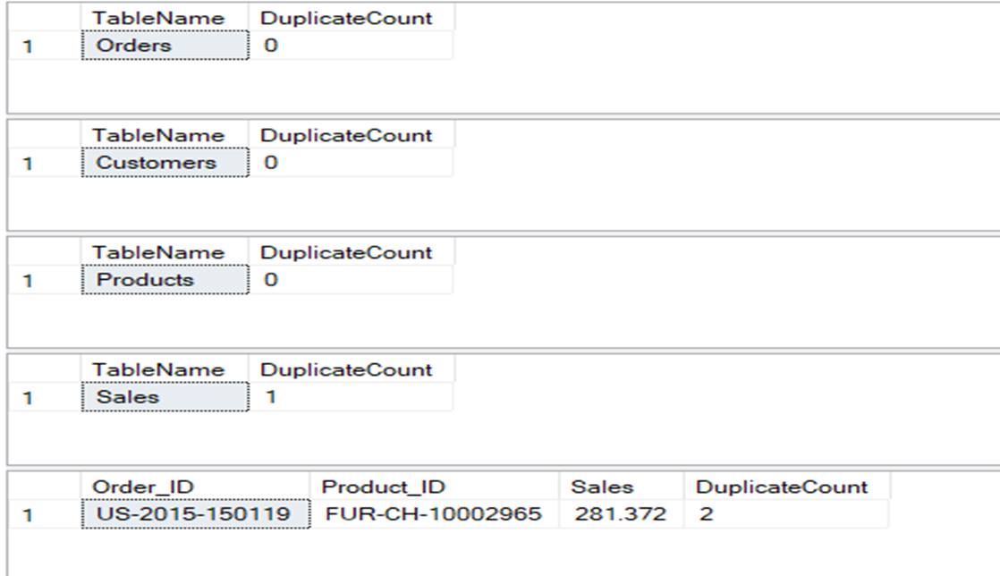 TableName DuplicateCount
1 Orders 0
TableName DuplicateCount
1 Customers 0
TableName DuplicateCount
1 Products 0
TableName DuplicateCount
1 Sales 1
Order_ID Product_ID Sales DuplicateCount
1 US-2015-150119 FUR-CH-10002965 281.372 2